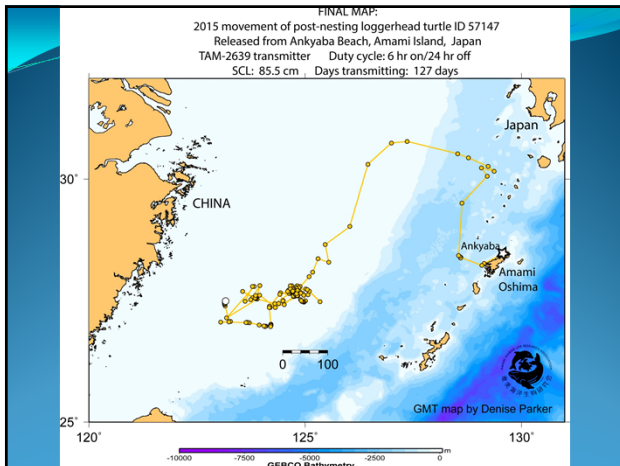 FINAL MAP:
2015 movement of post-nesting loggerhead turtle ID 57147
Released from Ankyaba Beach, Amami Island, Japan
TAM-2639 transmitter Duty cycle: 6 hr on/24 hr off
SCL: 85.5 cm Days transmitting: 127 days
Japan
30
CHINA
Ankyaba
Amami
Oshima
0 100
GMT map by Denise Parker
25
120 125 130
m
-10000 -7500 -5000 -2500 0
GEBCO Bathymetry